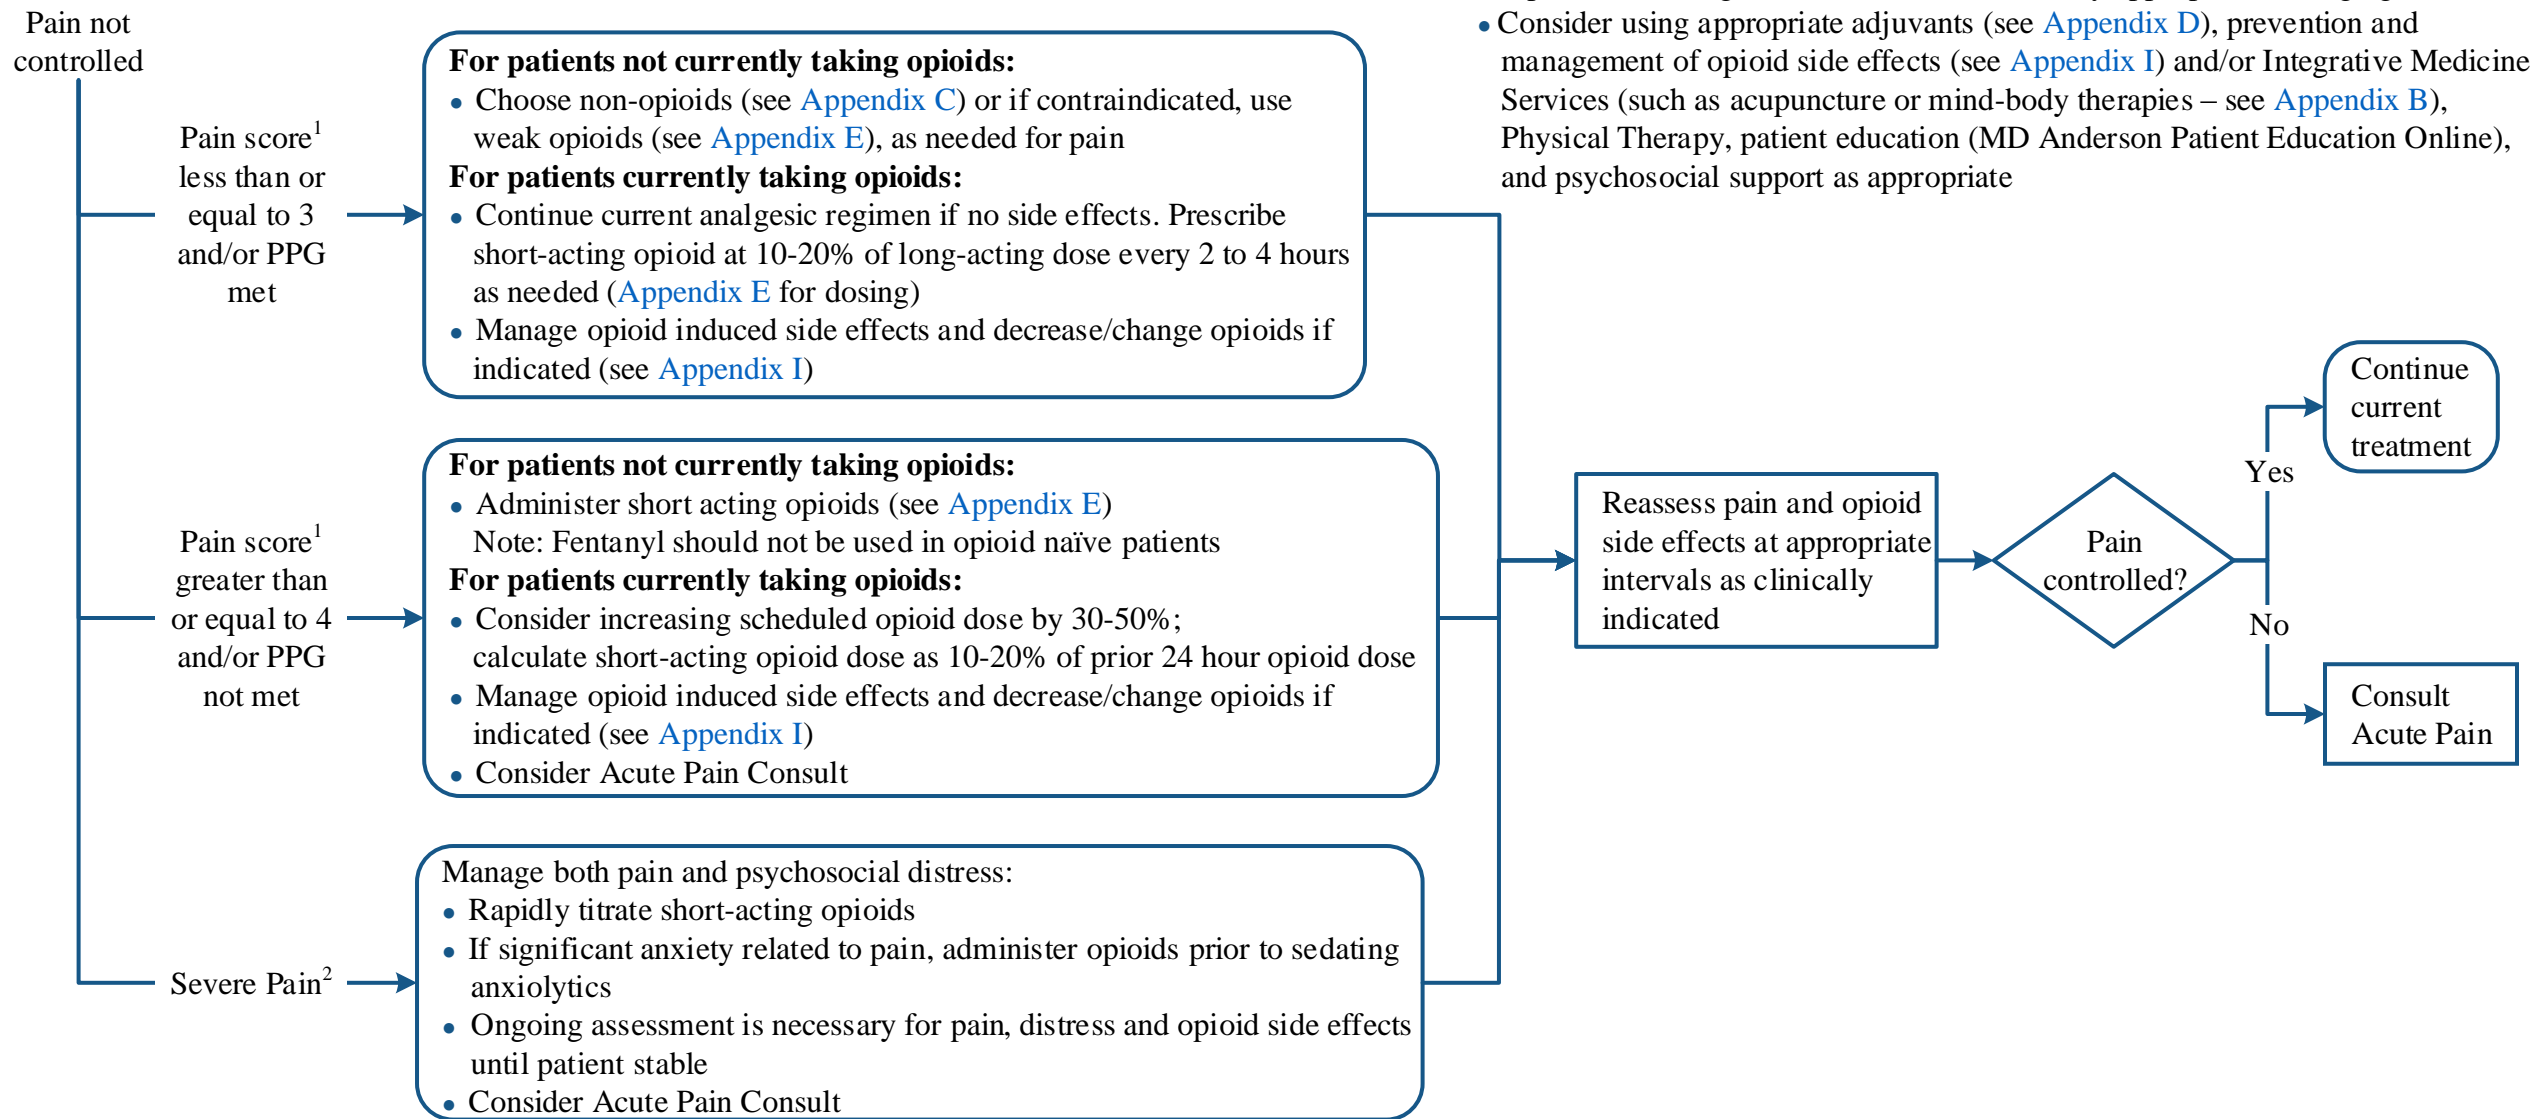 Pain not
controlled
• Consider using appropriate adjuvants (see Appendix D), prevention and
management of opioid side effects (see Appendix I) and/or Integrative Medicine
Services (such as acupuncture or mind-body therapies – see Appendix B),
Physical Therapy, patient education (MD Anderson Patient Education Online),
and psychosocial support as appropriate
Pain score1
less than or
equal to 3
and/or PPG
met
For patients not currently taking opioids:
• Choose non-opioids (see Appendix C) or if contraindicated, use
weak opioids (see Appendix E), as needed for pain
For patients currently taking opioids:
• Continue current analgesic regimen if no side effects. Prescribe
short-acting opioid at 10-20% of long-acting dose every 2 to 4 hours
as needed (Appendix E for dosing)
• Manage opioid induced side effects and decrease/change opioids if
indicated (see Appendix I)
Pain score1
greater than
or equal to 4
and/or PPG
not met
For patients not currently taking opioids:
• Administer short acting opioids (see Appendix E)
Note: Fentanyl should not be used in opioid naïve patients
For patients currently taking opioids:
• Consider increasing scheduled opioid dose by 30-50%;
calculate short-acting opioid dose as 10-20% of prior 24 hour opioid dose
• Manage opioid induced side effects and decrease/change opioids if
indicated (see Appendix I)
• Consider Acute Pain Consult
Severe Pain2
Manage both pain and psychosocial distress:
• Rapidly titrate short-acting opioids
• If significant anxiety related to pain, administer opioids prior to sedating
anxiolytics
• Ongoing assessment is necessary for pain, distress and opioid side effects
until patient stable
• Consider Acute Pain Consult
Reassess pain and opioid
side effects at appropriate
intervals as clinically
indicated
Pain
controlled?
Yes
Continue
current
treatment
No
Consult
Acute Pain